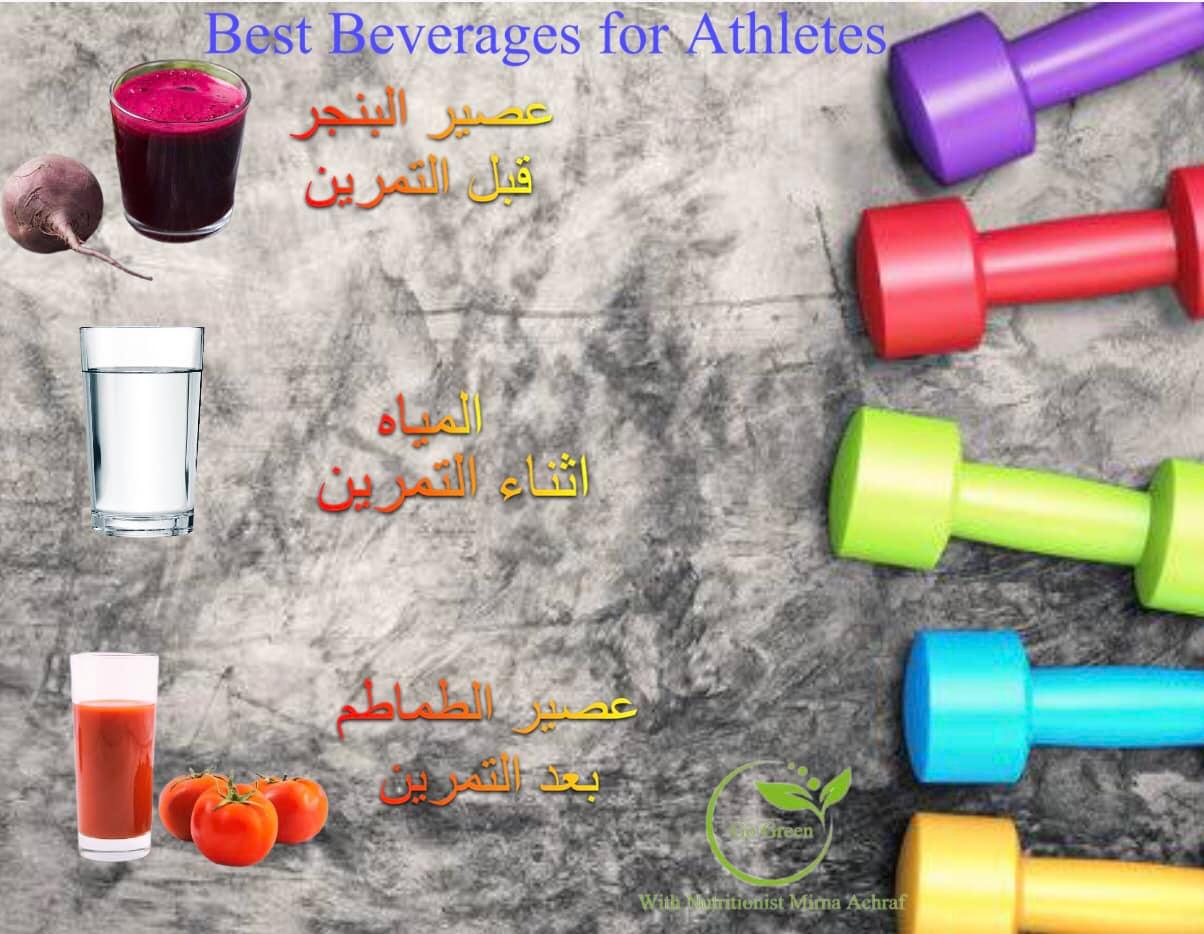 Best Beverages for Athletes
عصير البنجر
قبل التمرين
المياه
اثناء التمرين
عصير الطماطم
بعد التمرين
Go Green
With Nutritionist Mirna Achraf